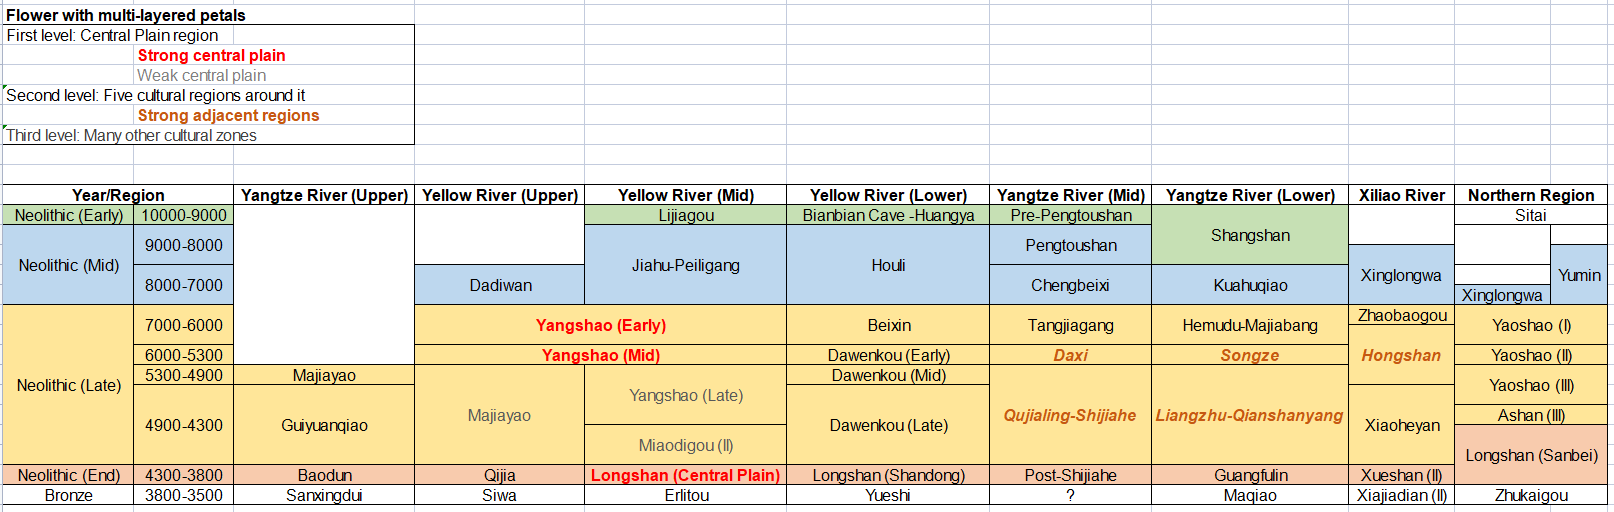 Flower with multi-layered petals
First level: Central Plain region
Strong central plain
Weak central plain
Second level: Five cultural regions around it
Strong adjacent regions
Third level: Many other cultural zones
Year/Region Yangtze River (Upper) Yellow River (Upper) Yellow River (Mid) Yellow River (Lower) Yangtze River (Mid) Yangtze River (Lower) Xiliao River Northern Region
Neolithic (Early) 10000-9000 Lijiagou Bianbian Cave -Huangya Pre-Pengtoushan Shangshan Sitai
Neolithic (Mid) 9000-8000 Jiahu-Peiligang Houli Pengtoushan Xinglongwa Yumin
8000-7000 Dadiwan Chengbeixi Kuahuqiao Xinglongwa
Neolithic (Late) 7000-6000 Yangshao (Early) Beixin Tangjiagang Hemudu-Majiabang Zhaobaogou Yaoshao (I)
6000-5300 Yangshao (Mid) Dawenkou (Early) Daxi Songze Hongshan Yaoshao (II)
5300-4900 Majiayao Majiayao Yangshao (Late) Dawenkou (Mid) Qujialing-Shijiahe Liangzhu-Qianshanyang Yaoshao (III)
4900-4300 Guiyuanqiao Miaodigou (II) Dawenkou (Late) Xiaoheyan Ashan (III)
Longshan (Sanbei)
Neolithic (End) 4300-3800 Baodun Qijia Longshan (Central Plain) Longshan (Shandong) Post-Shijiahe Guangfulin Xueshan (II)
Bronze 3800-3500 Sanxingdui Siwa Erlitou Yueshi ? Maqiao Xiajiadian (II) Zhukaigou